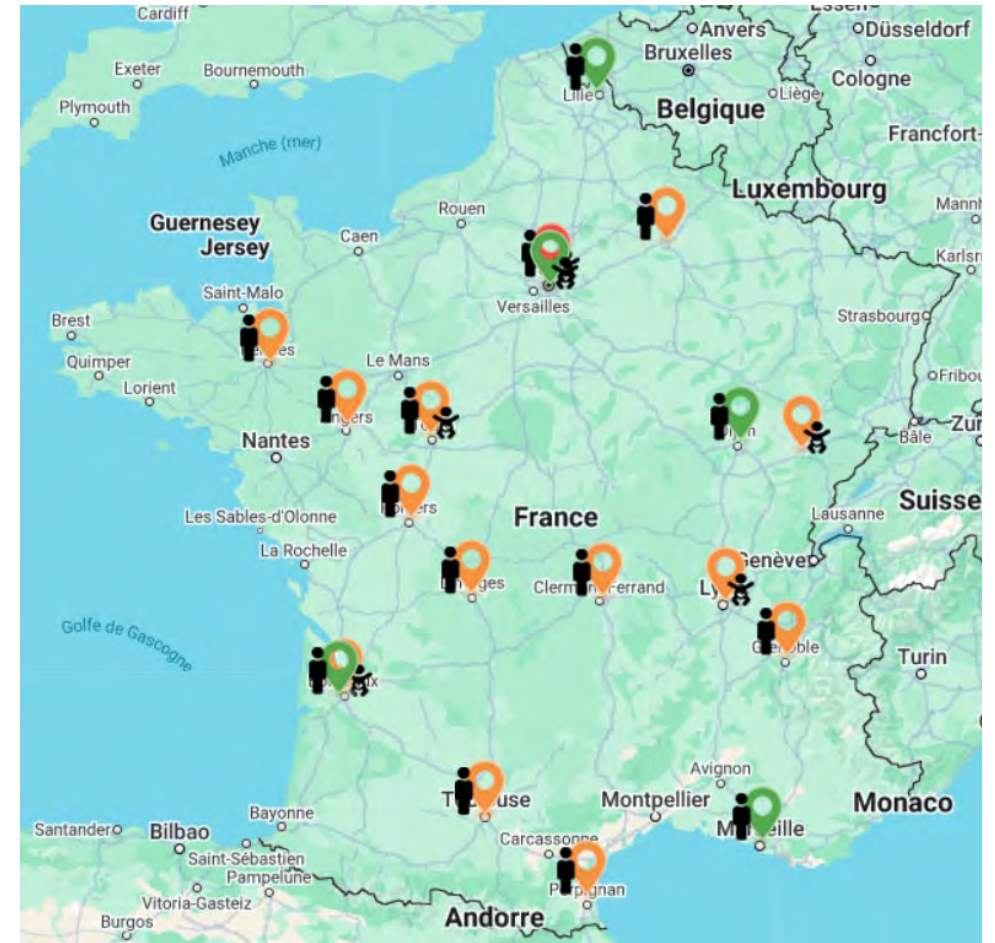 Cardiff
Anvers
Düsseldorf
Exeter
Bournemouth
Bruxelles
Cologne
Plymouth
Lille
Liège
Belgique
Francfort-
Manche (mer)
Luxembourg
Rouen
Guernesey
Jersey
Caen
Saint-Malo
Versailles
Brest
Strasbourg
Quimper
Le Mans
Lorient
Nantes
Bâle
Les Sables-d'Olonne
France
Lausanne
Suisse
La Rochelle
Genève
Golfe de Gascogne
Turin
Avignon
Montpellier
Monaco
Bayonne
Santander
Bilbao
Carcassonne
Saint-Sébastien
Pampelune
Vitoria-Gasteiz
Burgos
Andorre